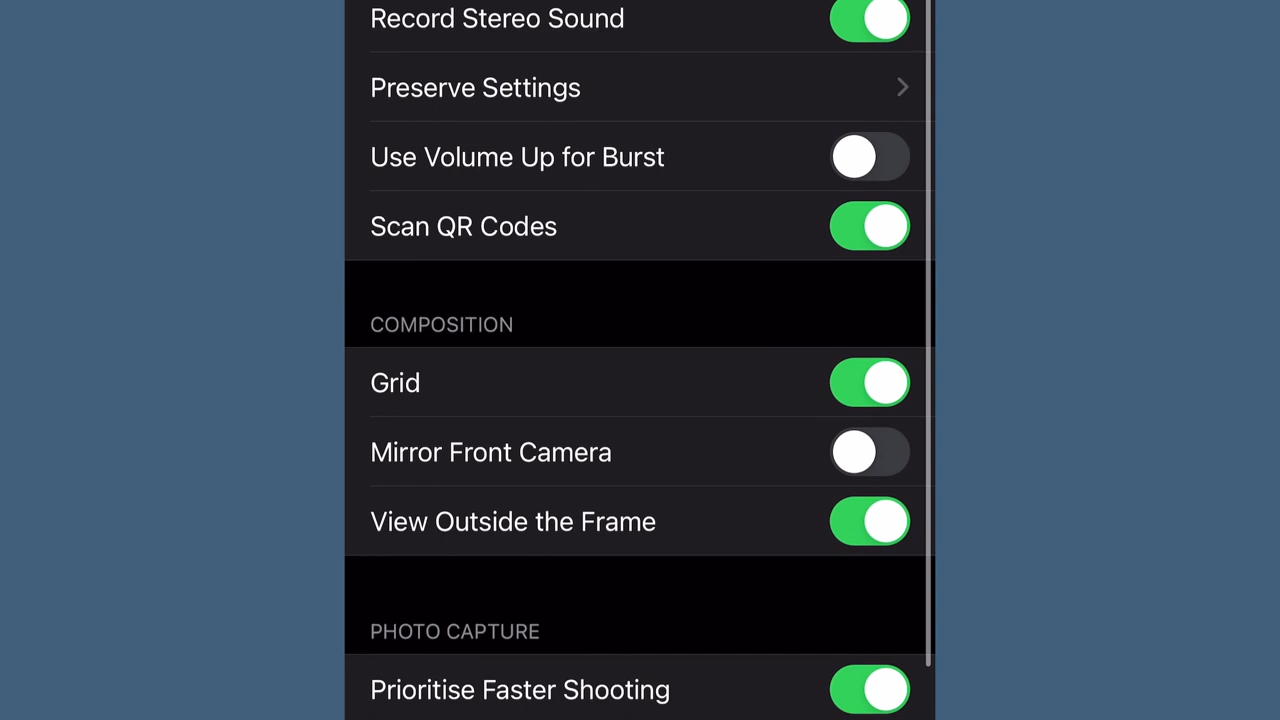 Record Stereo Sound
Preserve Settings
Use Volume Up for Burst
Scan QR Codes
COMPOSITION
Grid
Mirror Front Camera
View Outside the Frame
PHOTO CAPTURE
Prioritise Faster Shooting